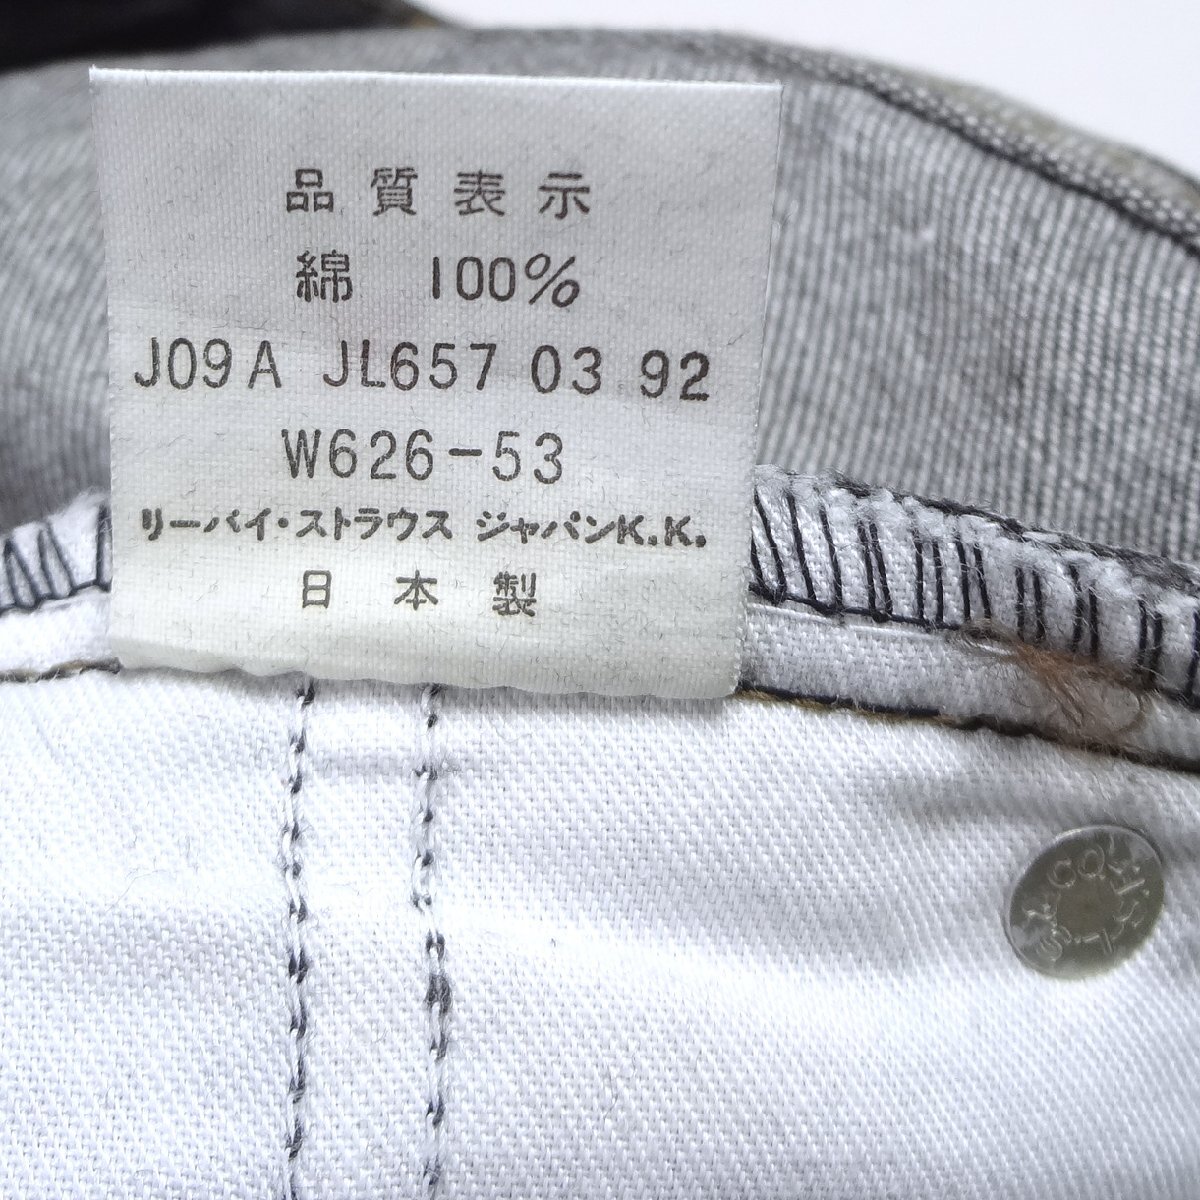 品質表示
綿 100%
J09A JL657 03 92
W626-53
リーバイ・ストラウス ジャパンK.K.
日本製
L.S.&CO.